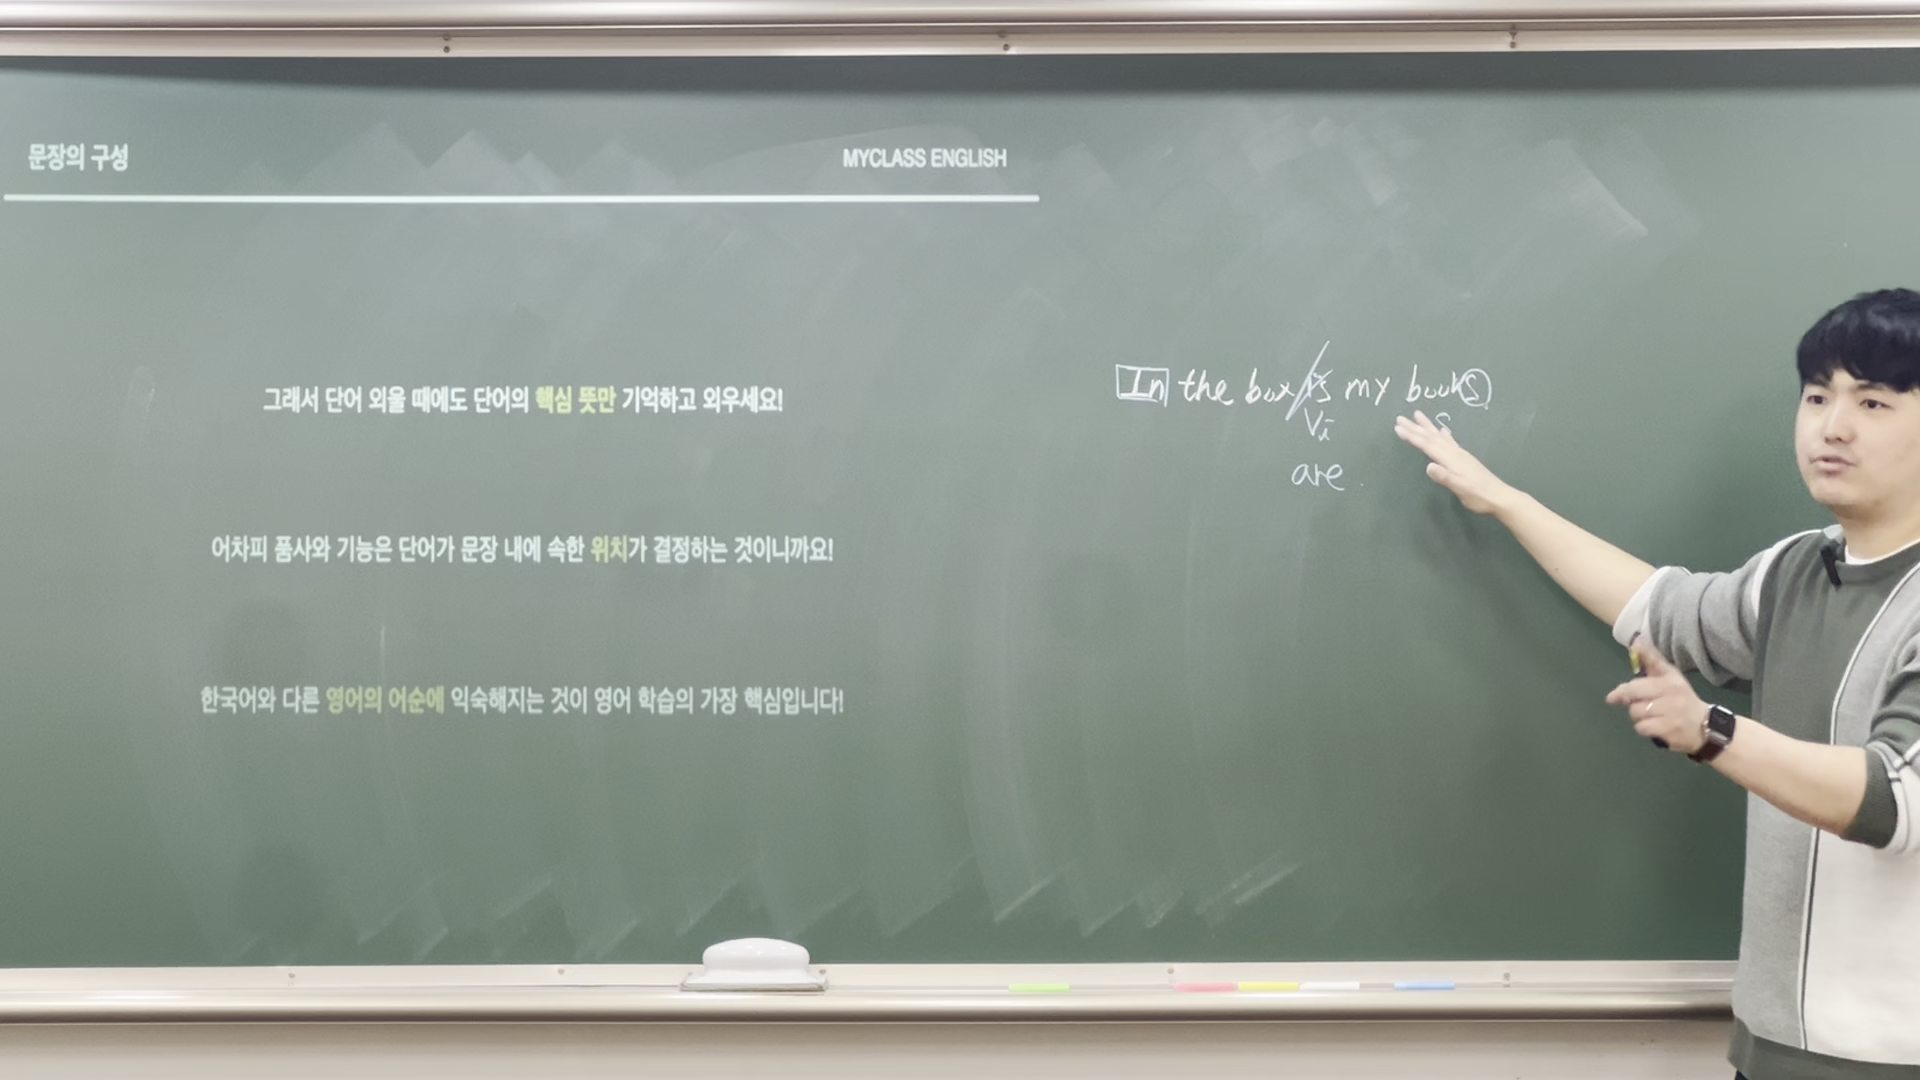 문장의 구성
MYCLASS ENGLISH
그래서 단어 외울 때에도 단어의 핵심 뜻만 기억하고 외우세요!
어차피 품사와 기능은 단어가 문장 내에 속한 위치가 결정하는 것이니까요!
한국어와 다른 영어의 어순에 익숙해지는 것이 영어 학습의 가장 핵심입니다!
In the box is my books
Vi S
are.